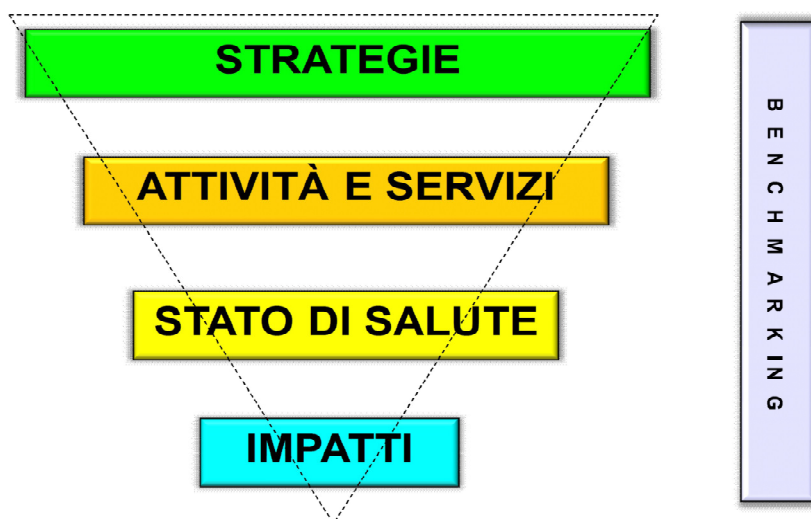 STRATEGIE
ATTIVITÀ E SERVIZI
STATO DI SALUTE
IMPATTI
BENCHMARKING